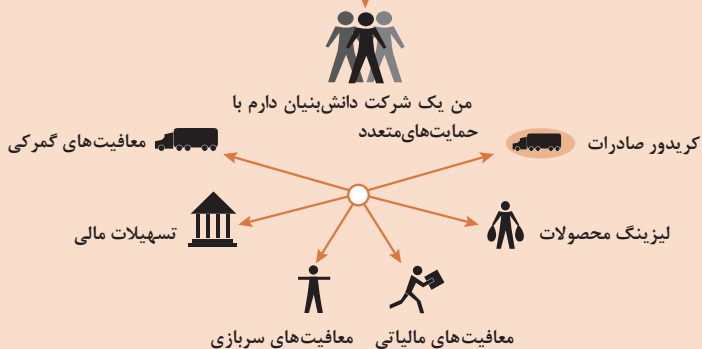 من یک شرکت دانش‌بنیان دارم با
حمایت‌های‌متعدد
کریدور صادرات
معافیت‌های گمرکی
لیزینگ محصولات
تسهیلات مالی
معافیت‌های مالیاتی
معافیت‌های سربازی